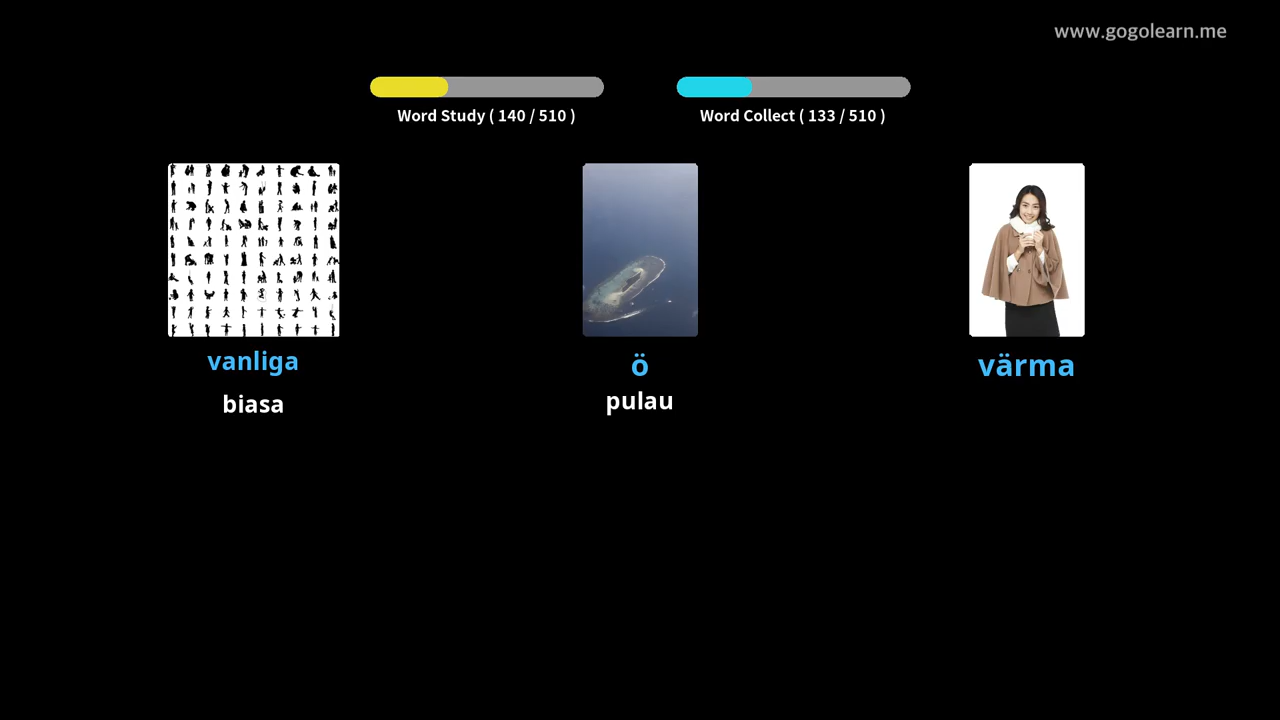 www.gogolearn.me
Word Study ( 140 / 510 )
Word Collect ( 133 / 510 )
vanliga
biasa
ö
pulau
värma